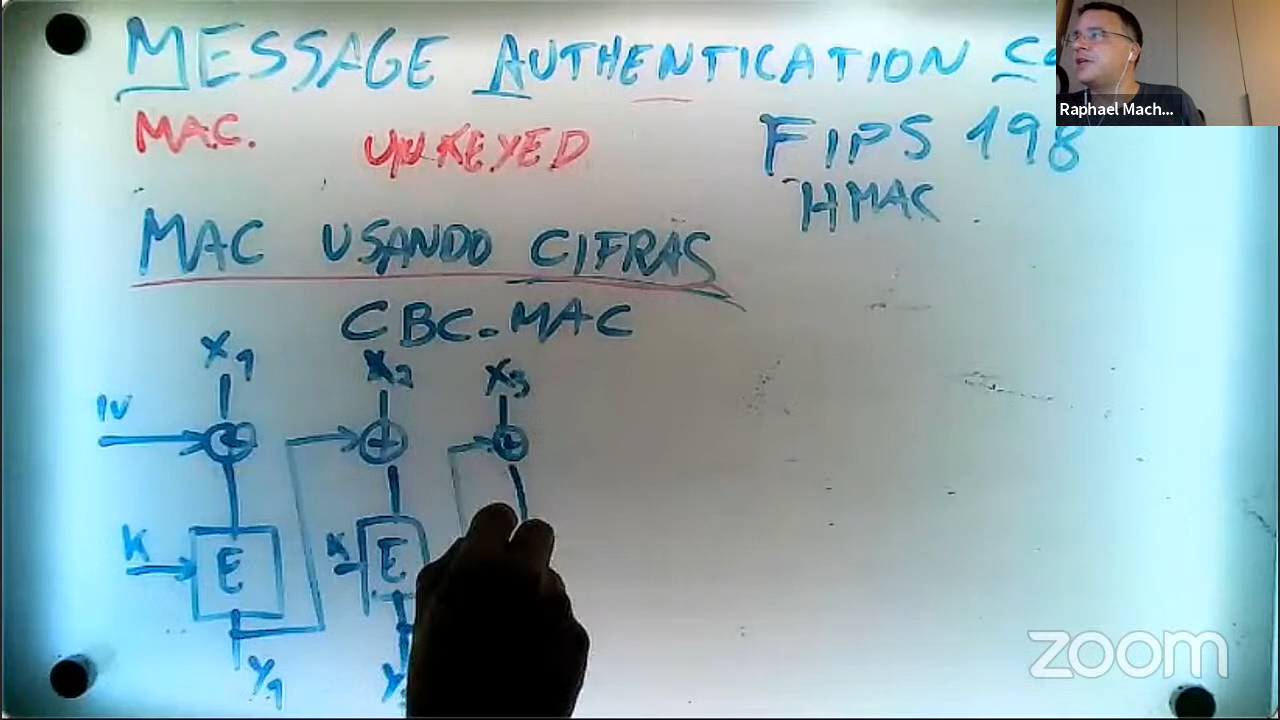 MESSAGE AUTHENTICATION Co
Raphael Mach...
MAC. UNKEYED FIPS 198
HMAC
MAC USANDO CIFRAS
CBC-MAC
X1 X2 X3
IV
K E K E
Y1 Y
zoom